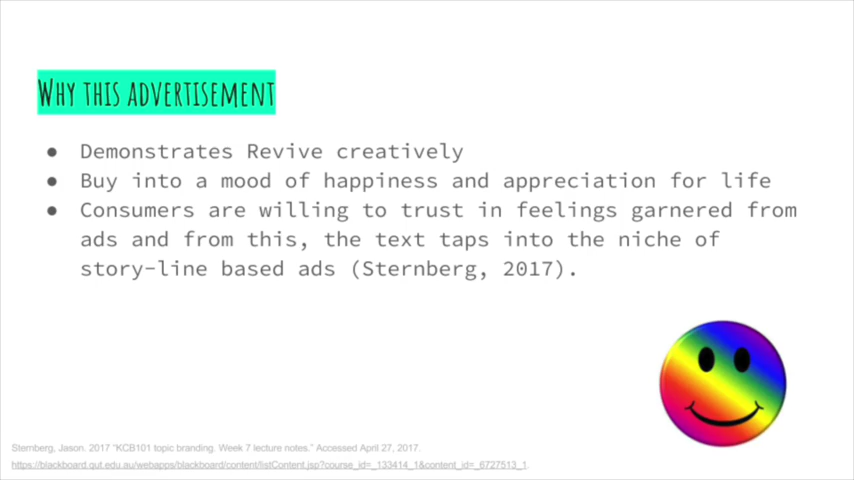 Why this advertisement
● Demonstrates Revive creatively
● Buy into a mood of happiness and appreciation for life
● Consumers are willing to trust in feelings garnered from
ads and from this, the text taps into the niche of
story-line based ads (Sternberg, 2017).
Sternberg, Jason. 2017 “KCB101 topic branding. Week 7 lecture notes.” Accessed April 27, 2017.
https://blackboard.qut.edu.au/webapps/blackboard/content/listContent.jsp?course_id=_133414_1&content_id=_6727513_1.